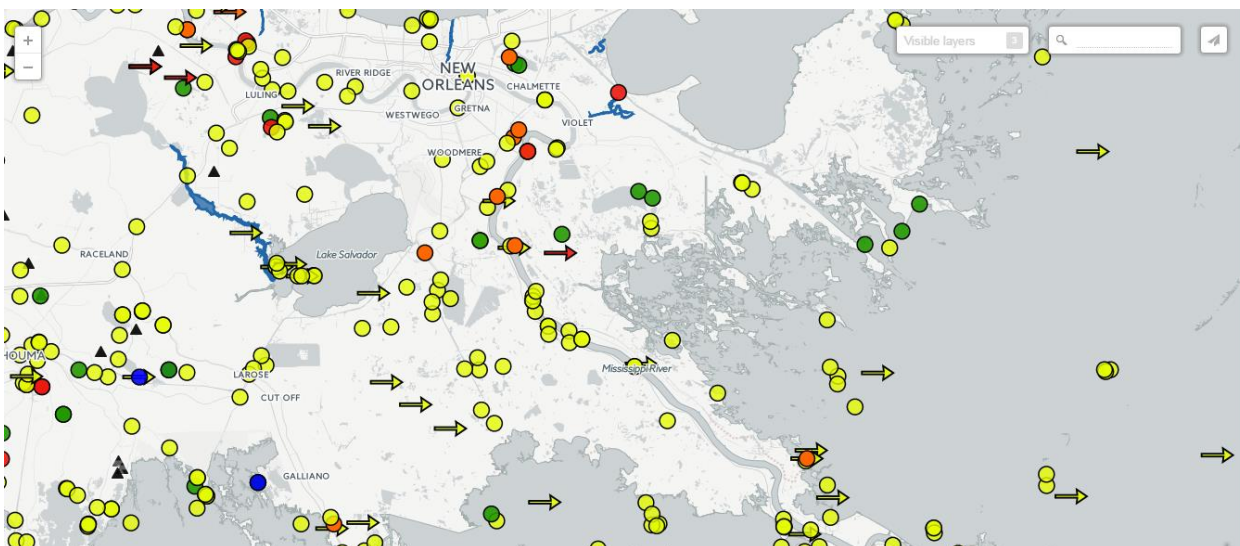 +
Visible layers 3
−
NEW
ORLEANS
RIVER RIDGE
CHALMETTE
LULING
GRETNA
WESTWEGO
VIOLET
WOODMERE
Lake Salvador
RACELAND
HOUMA
Mississippi River
LAROSE
CUT OFF
GALLIANO